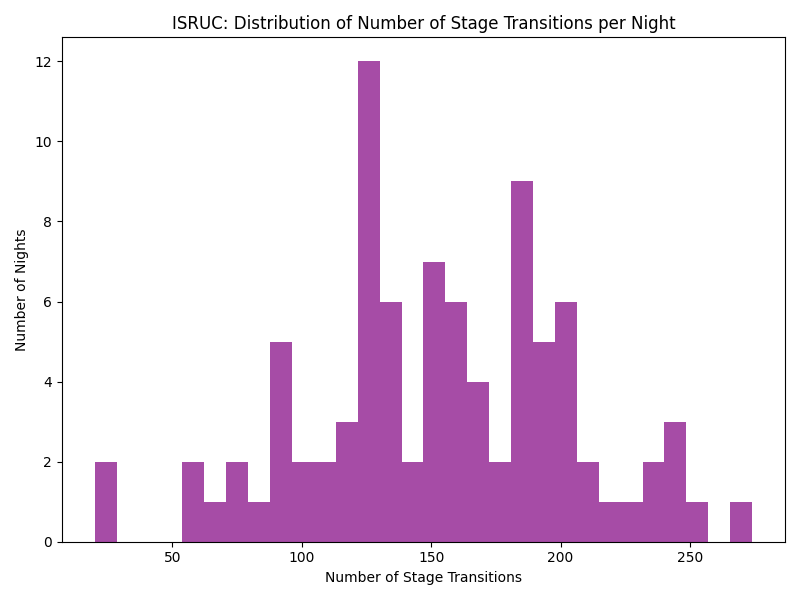 ISRUC: Distribution of Number of Stage Transitions per Night
12
10
8
6
4
2
0
Number of Nights
50 100 150 200 250
Number of Stage Transitions